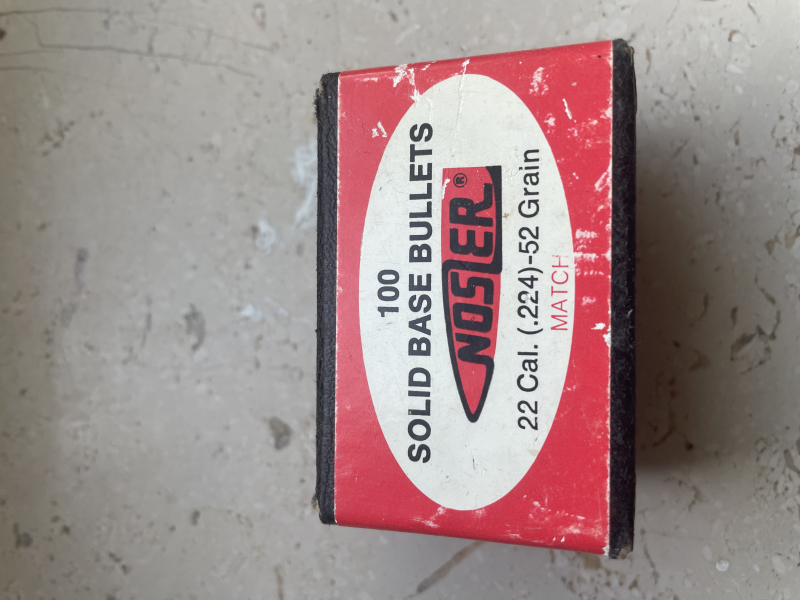 100
SOLID BASE BULLETS
NOSLER®
22 Cal. (.224)-52 Grain
MATCH